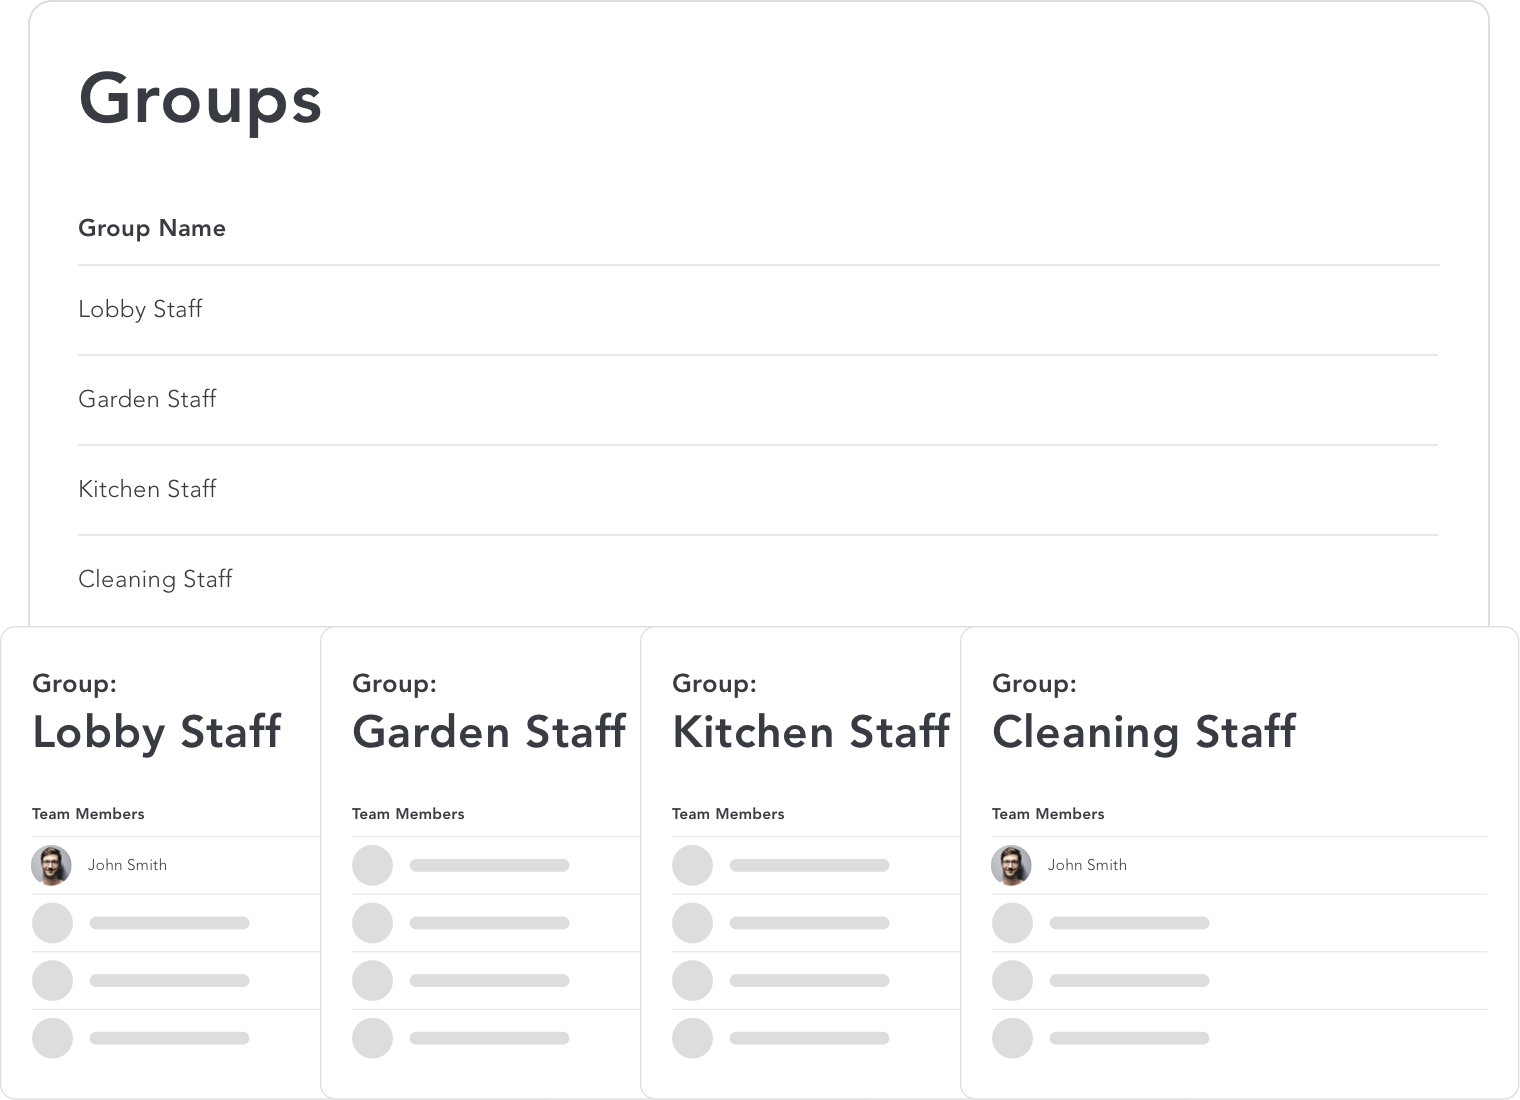 Groups
Group Name
Lobby Staff
Garden Staff
Kitchen Staff
Cleaning Staff
Group:
Lobby Staff
Team Members
John Smith
Group:
Garden Staff
Team Members
Group:
Kitchen Staff
Team Members
Group:
Cleaning Staff
Team Members
John Smith